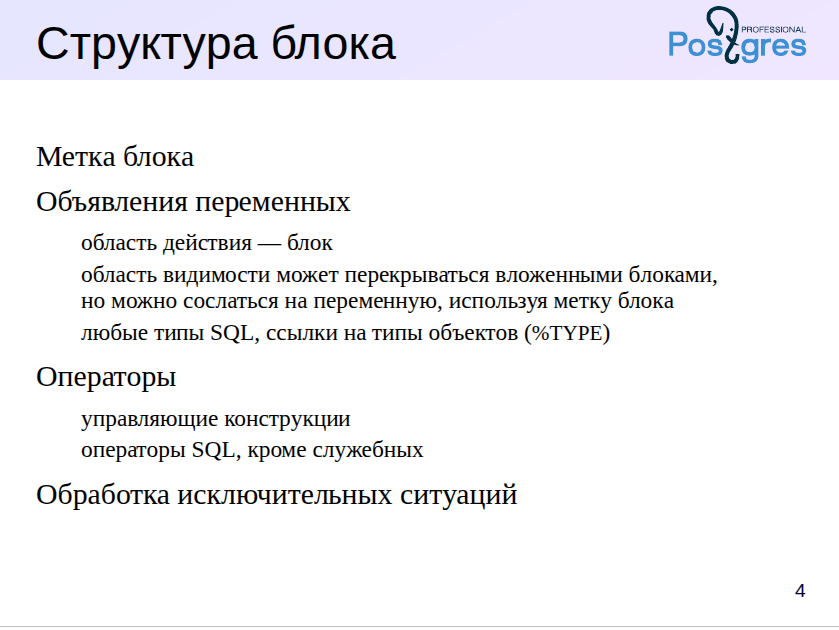 Структура блока
PROFESSIONAL
Postgres
Метка блока
Объявления переменных
область действия — блок
область видимости может перекрываться вложенными блоками,
но можно сослаться на переменную, используя метку блока
любые типы SQL, ссылки на типы объектов (%TYPE)
Операторы
управляющие конструкции
операторы SQL, кроме служебных
Обработка исключительных ситуаций
4